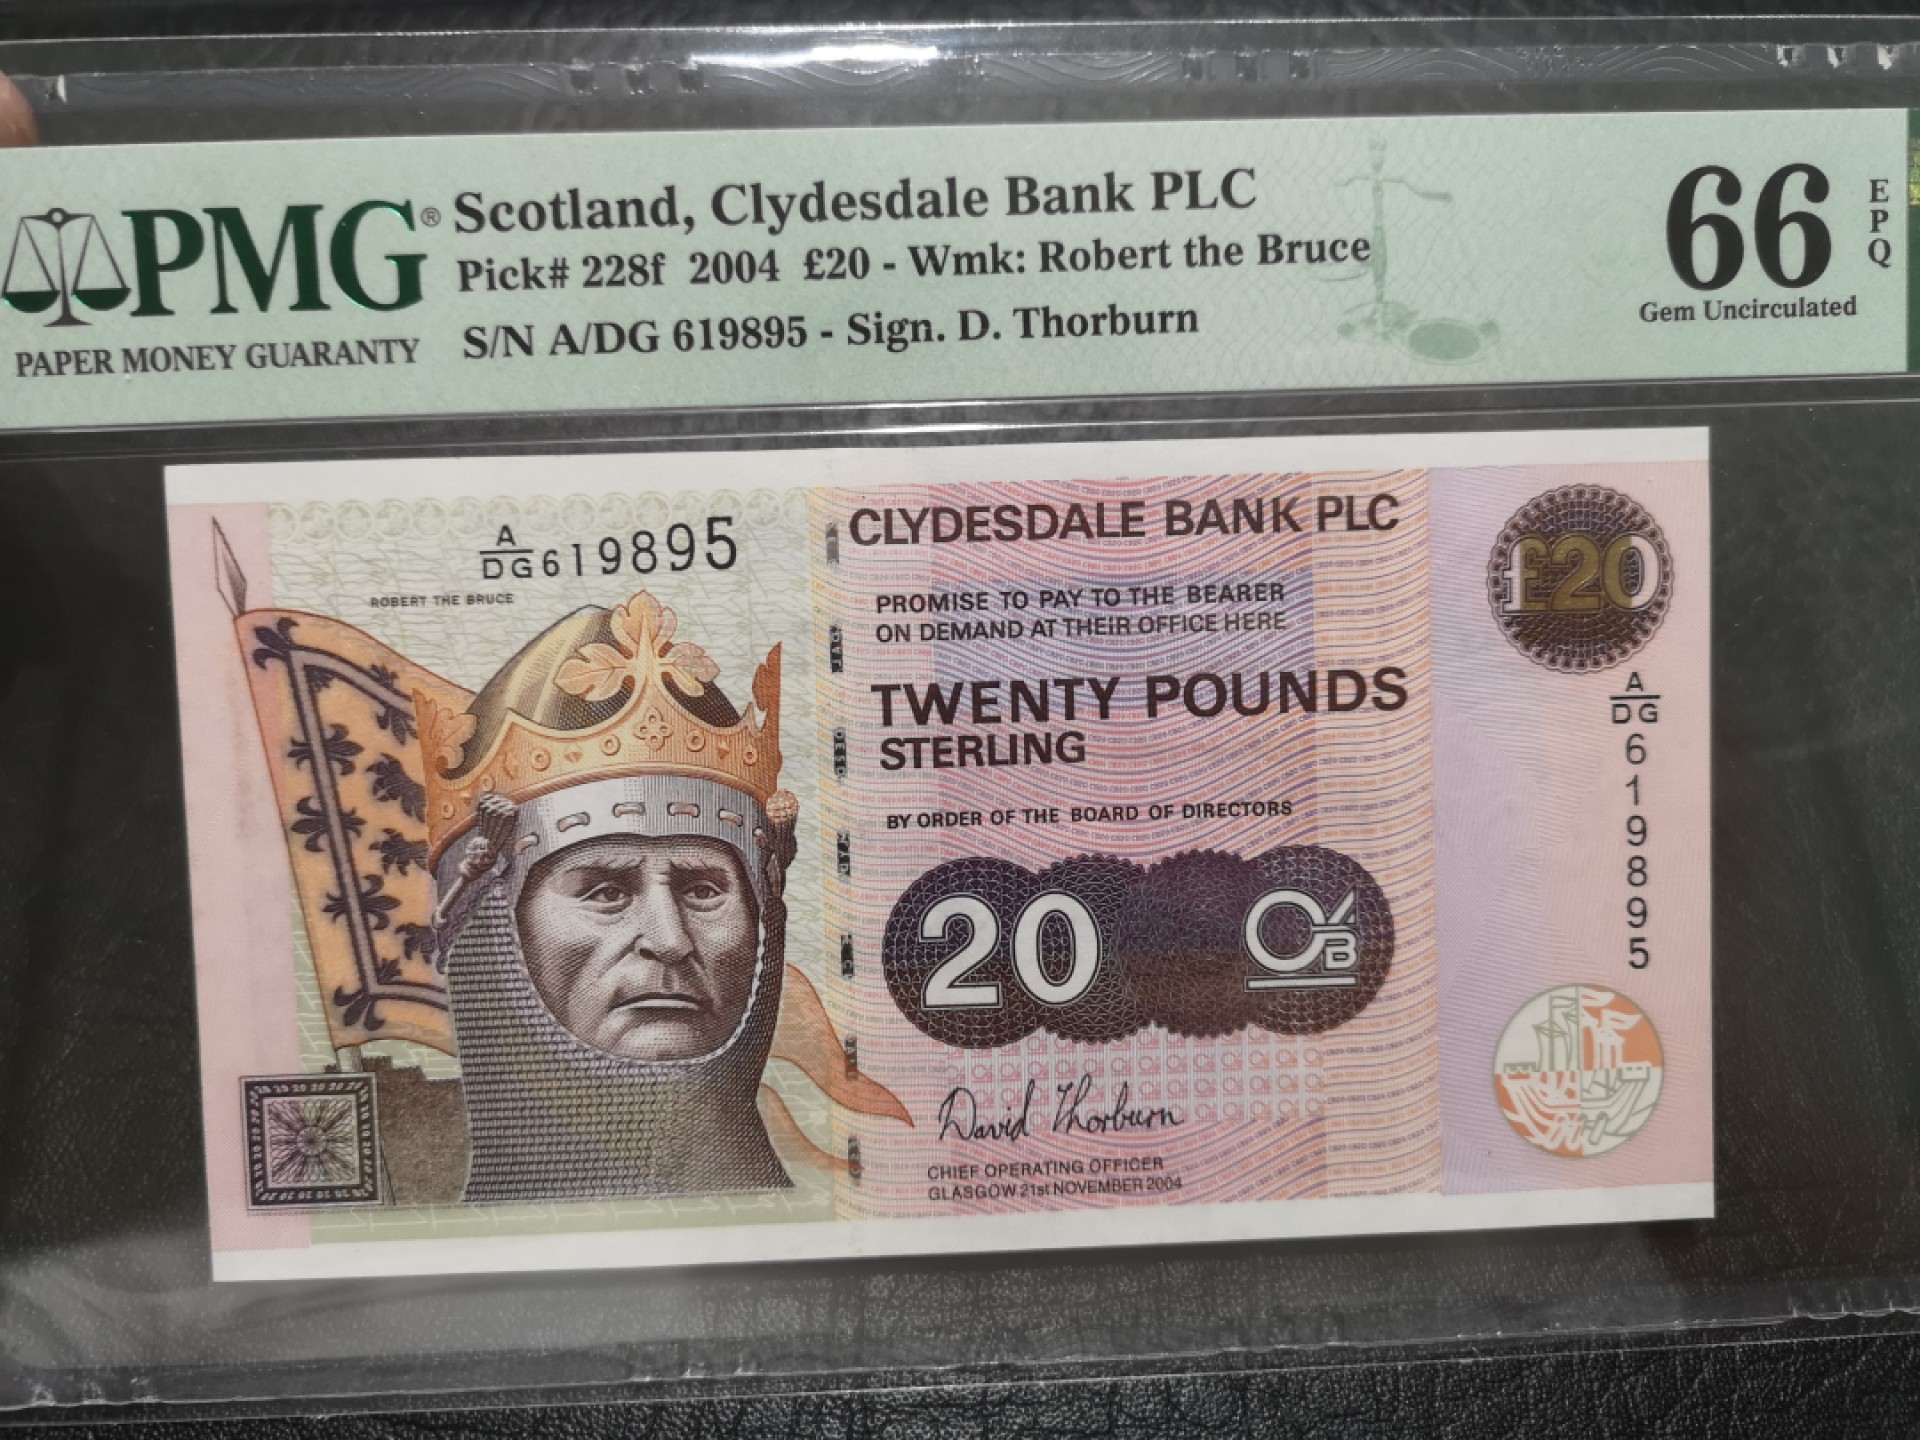 PMG®
PAPER MONEY GUARANTY
Scotland, Clydesdale Bank PLC
Pick# 228f 2004 £20 - Wmk: Robert the Bruce
S/N A/DG 619895 - Sign. D. Thorburn
66
EPQ
Gem Uncirculated
A/DG 619895
ROBERT THE BRUCE
CLYDESDALE BANK PLC
PROMISE TO PAY TO THE BEARER
ON DEMAND AT THEIR OFFICE HERE
TWENTY POUNDS
STERLING
BY ORDER OF THE BOARD OF DIRECTORS
20
CB
David Thorburn
CHIEF OPERATING OFFICER
GLASGOW 21st NOVEMBER 2004
£20
A/DG
619895